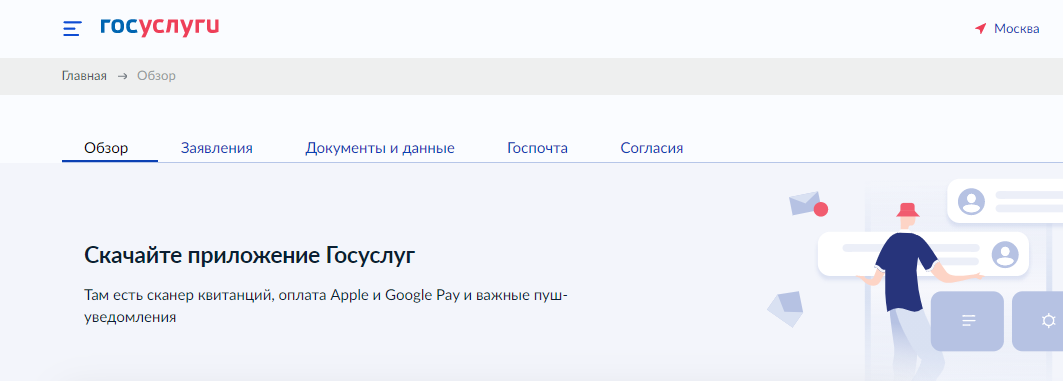 госуслуги
Москва
Главная → Обзор
Обзор
Заявления
Документы и данные
Госпочта
Согласия
Скачайте приложение Госуслуг
Там есть сканер квитанций, оплата Apple и Google Pay и важные пуш-
уведомления